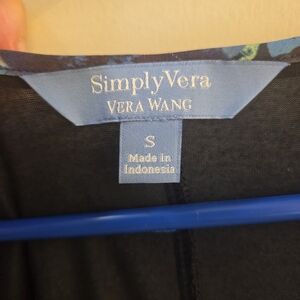 SimplyVera
VERA WANG
S
Made in
Indonesia